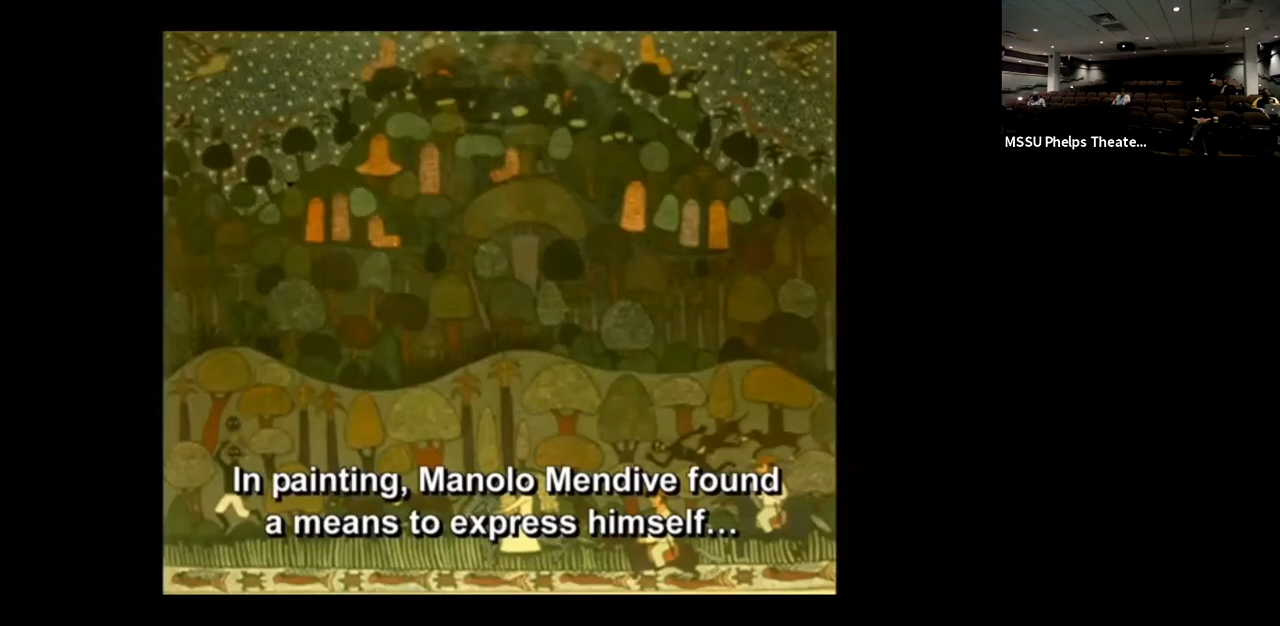 In painting, Manolo Mendive found
a means to express himself...
MSSU Phelps Theate...